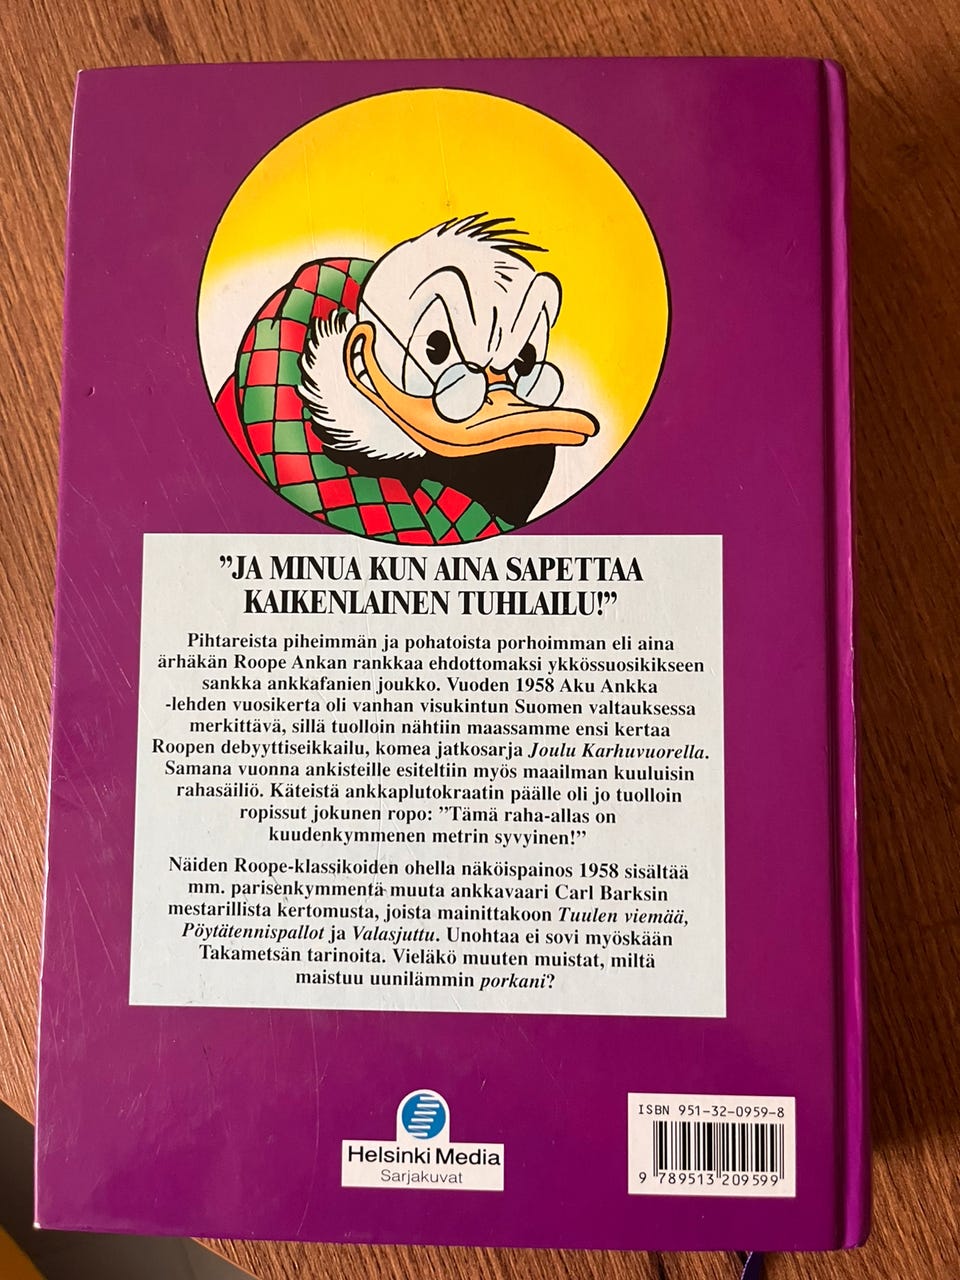 ”JA MINUA KUN AINA SAPETTAA
KAIKENLAINEN TUHLAILU!”
Pihtareista piheimmän ja pohatoista porhoimman eli aina
ärhäkän Roope Ankan rankkaa ehdottomaksi ykkössuosikikseen
sankka ankkafanien joukko. Vuoden 1958 Aku Ankka
-lehden vuosikerta oli vanhan visukintun Suomen valtauksessa
merkittävä, sillä tuolloin nähtiin maassamme ensi kertaa
Roopen debyyttiseikkailu, komea jatkosarja Joulu Karhuvuorella.
Samana vuonna ankisteille esiteltiin myös maailman kuuluisin
rahasäiliö. Käteistä ankkaplutokraatin päälle oli jo tuolloin
ropissut jokunen ropo: ”Tämä raha-allas on
kuudenkymmenen metrin syvyinen!”
Näiden Roope-klassikoiden ohella näköispainos 1958 sisältää
mm. parisenkymmentä muuta ankkavaari Carl Barksin
mestarillista kertomusta, joista mainittakoon Tuulen viemää,
Pöytätennispallot ja Valasjuttu. Unohtaa ei sovi myöskään
Takametsän tarinoita. Vieläkö muuten muistat, miltä
maistuu uunilämmin porkani?
Helsinki Media
Sarjakuvat
ISBN 951-32-0959-8
9 789513 209599